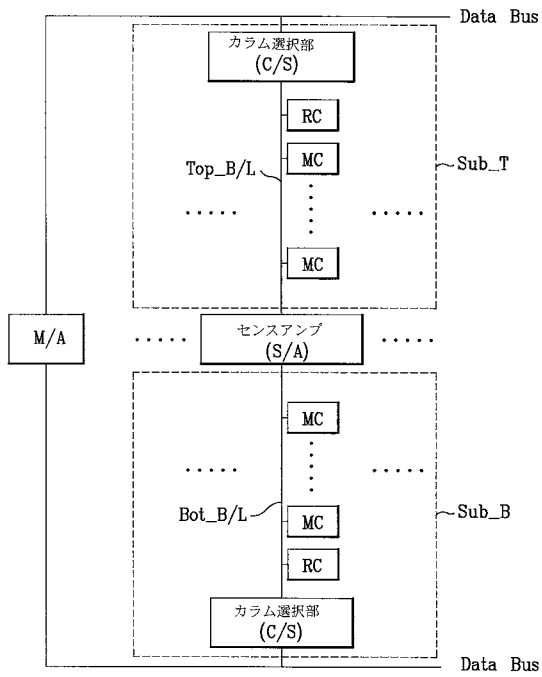 Data Bus
カラム選択部
(C/S)
RC
MC
Top_B/L
Sub_T
MC
M/A
センスアンプ
(S/A)
MC
Bot_B/L
MC
Sub_B
RC
カラム選択部
(C/S)
Data Bus